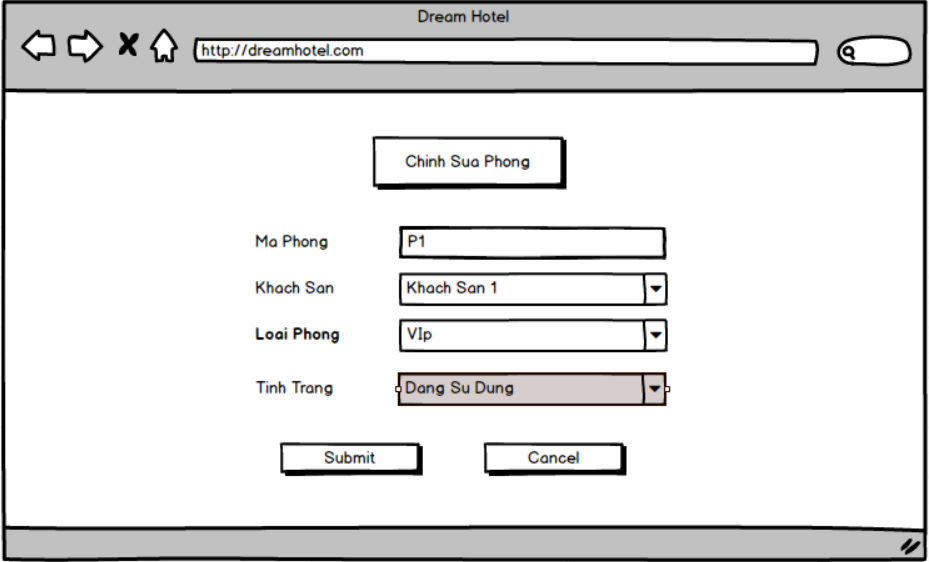 Dream Hotel
http://dreamhotel.com
Chinh Sua Phong
Ma Phong P1
Khach San Khach San 1
Loai Phong VIp
Tinh Trang Dang Su Dung
Submit Cancel